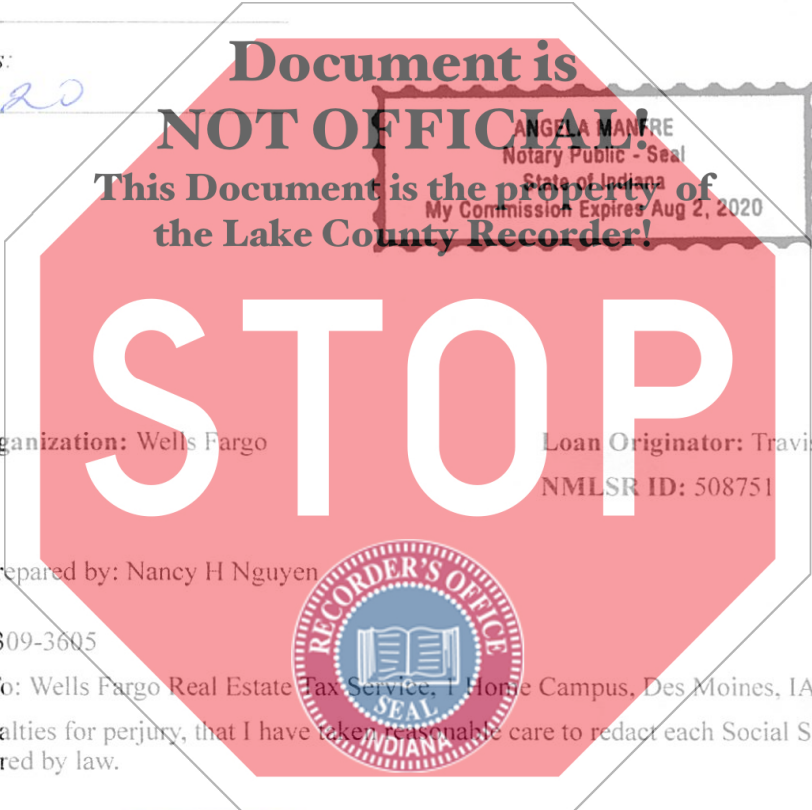 s:
20
Document is
NOT OFFICIAL!
This Document is the property of
the Lake County Recorder!
ANGELA MANFRE
Notary Public - Seal
State of Indiana
My Commission Expires Aug 2, 2020
STOP
ganization: Wells Fargo
Loan Originator: Travis
NMLSR ID: 508751
repared by: Nancy H Nguyen
309-3605
o: Wells Fargo Real Estate Tax Service, 1 Home Campus, Des Moines, IA
alties for perjury, that I have taken reasonable care to redact each Social S
red by law.
RECORDER'S OFFICE
SEAL
INDIANA